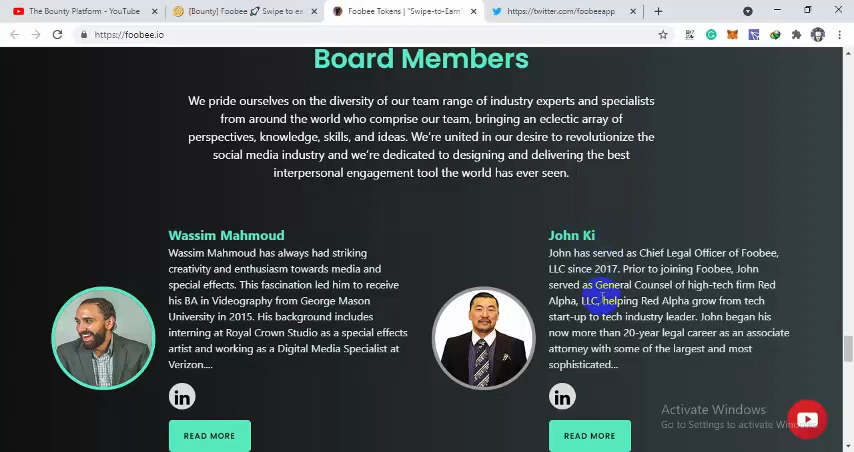 The Bounty Platform - YouTube
[Bounty] Foobee 🚀 Swipe to ea
Foobee Tokens | "Swipe-to-Earn"
https://twitter.com/foobeeapp
https://foobee.io
Board Members
We pride ourselves on the diversity of our team range of industry experts and specialists
from around the world who comprise our team, bringing an eclectic array of
perspectives, knowledge, skills, and ideas. We're united in our desire to revolutionize the
social media industry and we're dedicated to designing and delivering the best
interpersonal engagement tool the world has ever seen.
Wassim Mahmoud
Wassim Mahmoud has always had striking
creativity and enthusiasm towards media and
special effects. This fascination led him to receive
his BA in Videography from George Mason
University in 2015. His background includes
interning at Royal Crown Studio as a special effects
artist and working as a Digital Media Specialist at
Verizon....
in
READ MORE
John Ki
John has served as Chief Legal Officer of Foobee,
LLC since 2017. Prior to joining Foobee, John
served as General Counsel of high-tech firm Red
Alpha, LLC, helping Red Alpha grow from tech
start-up to tech industry leader. John began his
now more than 20-year legal career as an associate
attorney with some of the largest and most
sophisticated...
in
READ MORE
Activate Windows
Go to Settings to activate Windows.